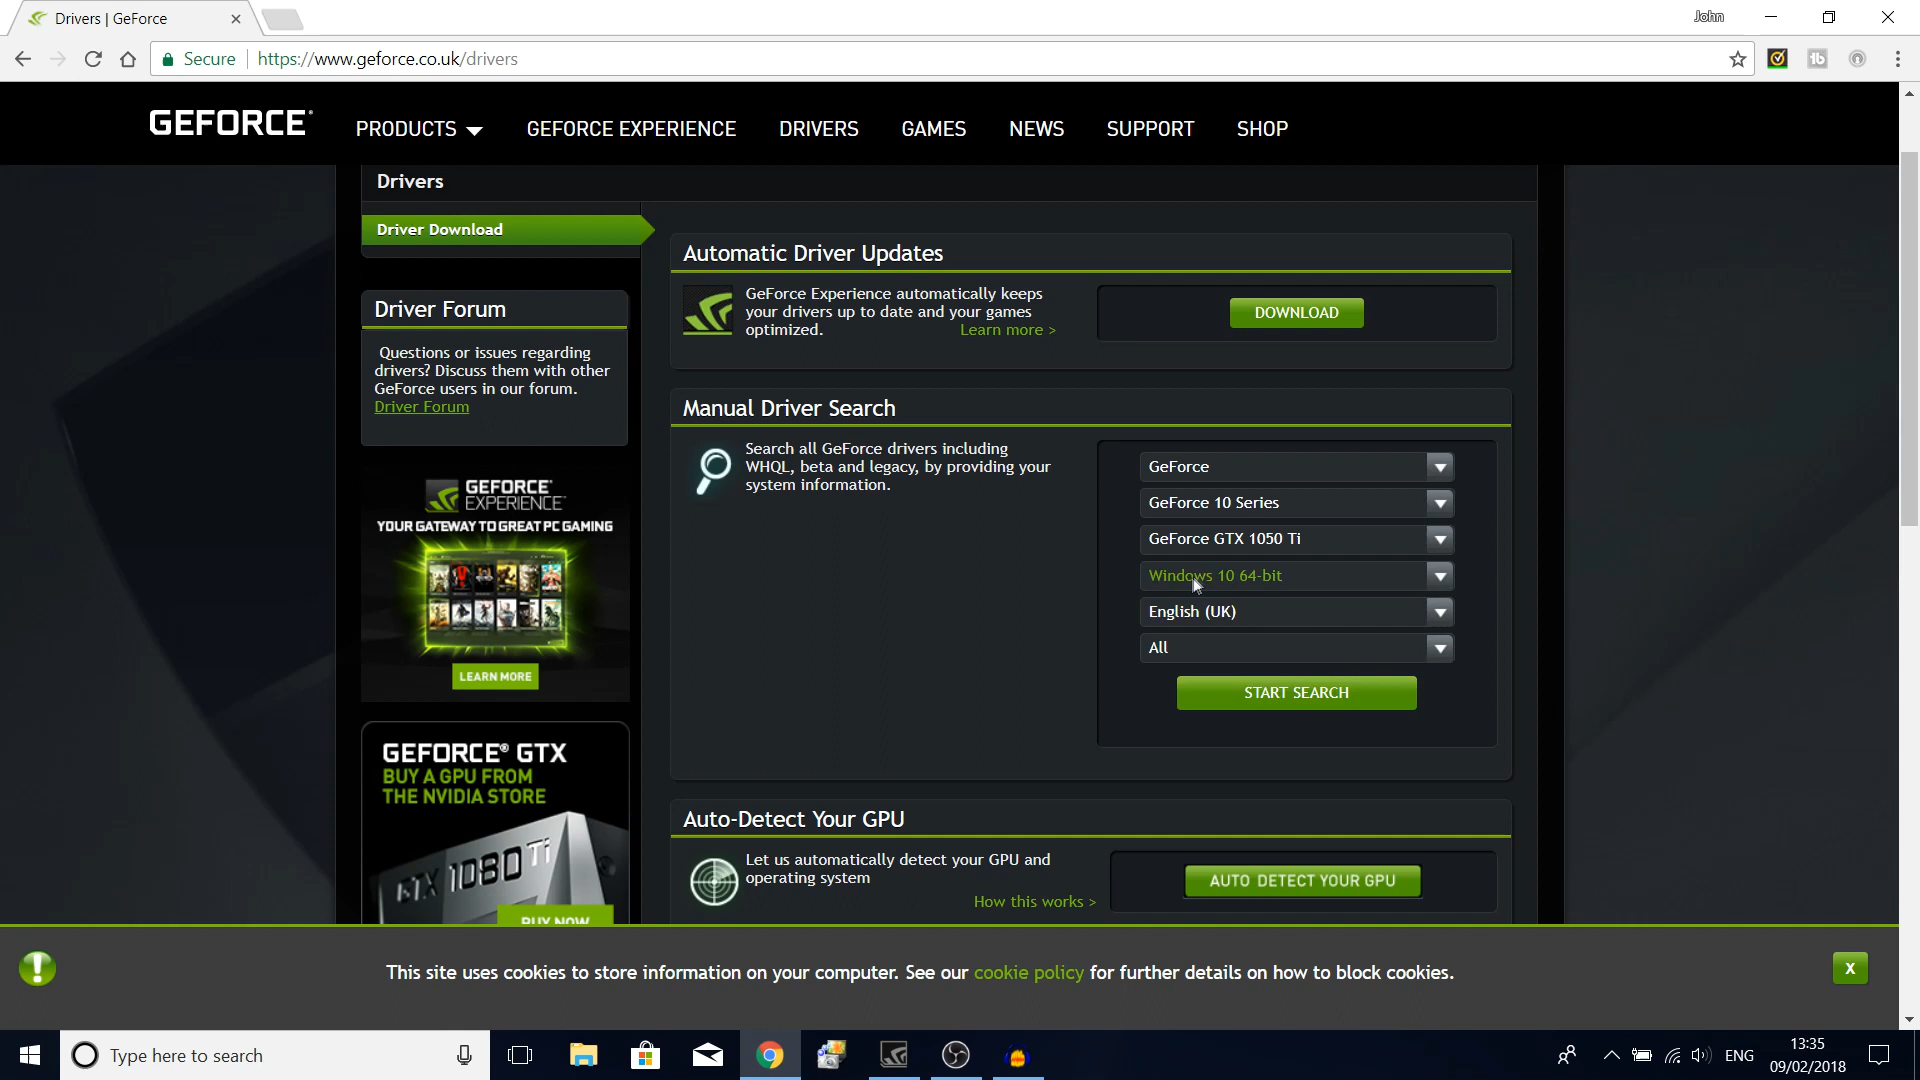 Drivers | GeForce
John
Secure
https://www.geforce.co.uk/drivers
GEFORCE
PRODUCTS
GEFORCE EXPERIENCE
DRIVERS
GAMES
NEWS
SUPPORT
SHOP
Drivers
Driver Download
Driver Forum
Questions or issues regarding
drivers? Discuss them with other
GeForce users in our forum.
Driver Forum
GEFORCE
EXPERIENCE
YOUR GATEWAY TO GREAT PC GAMING
LEARN MORE
GEFORCE® GTX
BUY A GPU FROM
THE NVIDIA STORE
GTX 1080 Ti
BUY NOW
Automatic Driver Updates
GeForce Experience automatically keeps
your drivers up to date and your games
optimized.
Learn more >
DOWNLOAD
Manual Driver Search
Search all GeForce drivers including
WHQL, beta and legacy, by providing your
system information.
GeForce
GeForce 10 Series
GeForce GTX 1050 Ti
Windows 10 64-bit
English (UK)
All
START SEARCH
Auto-Detect Your GPU
Let us automatically detect your GPU and
operating system
How this works >
AUTO DETECT YOUR GPU
This site uses cookies to store information on your computer. See our cookie policy for further details on how to block cookies.
X
Type here to search
ENG
13:35
09/02/2018